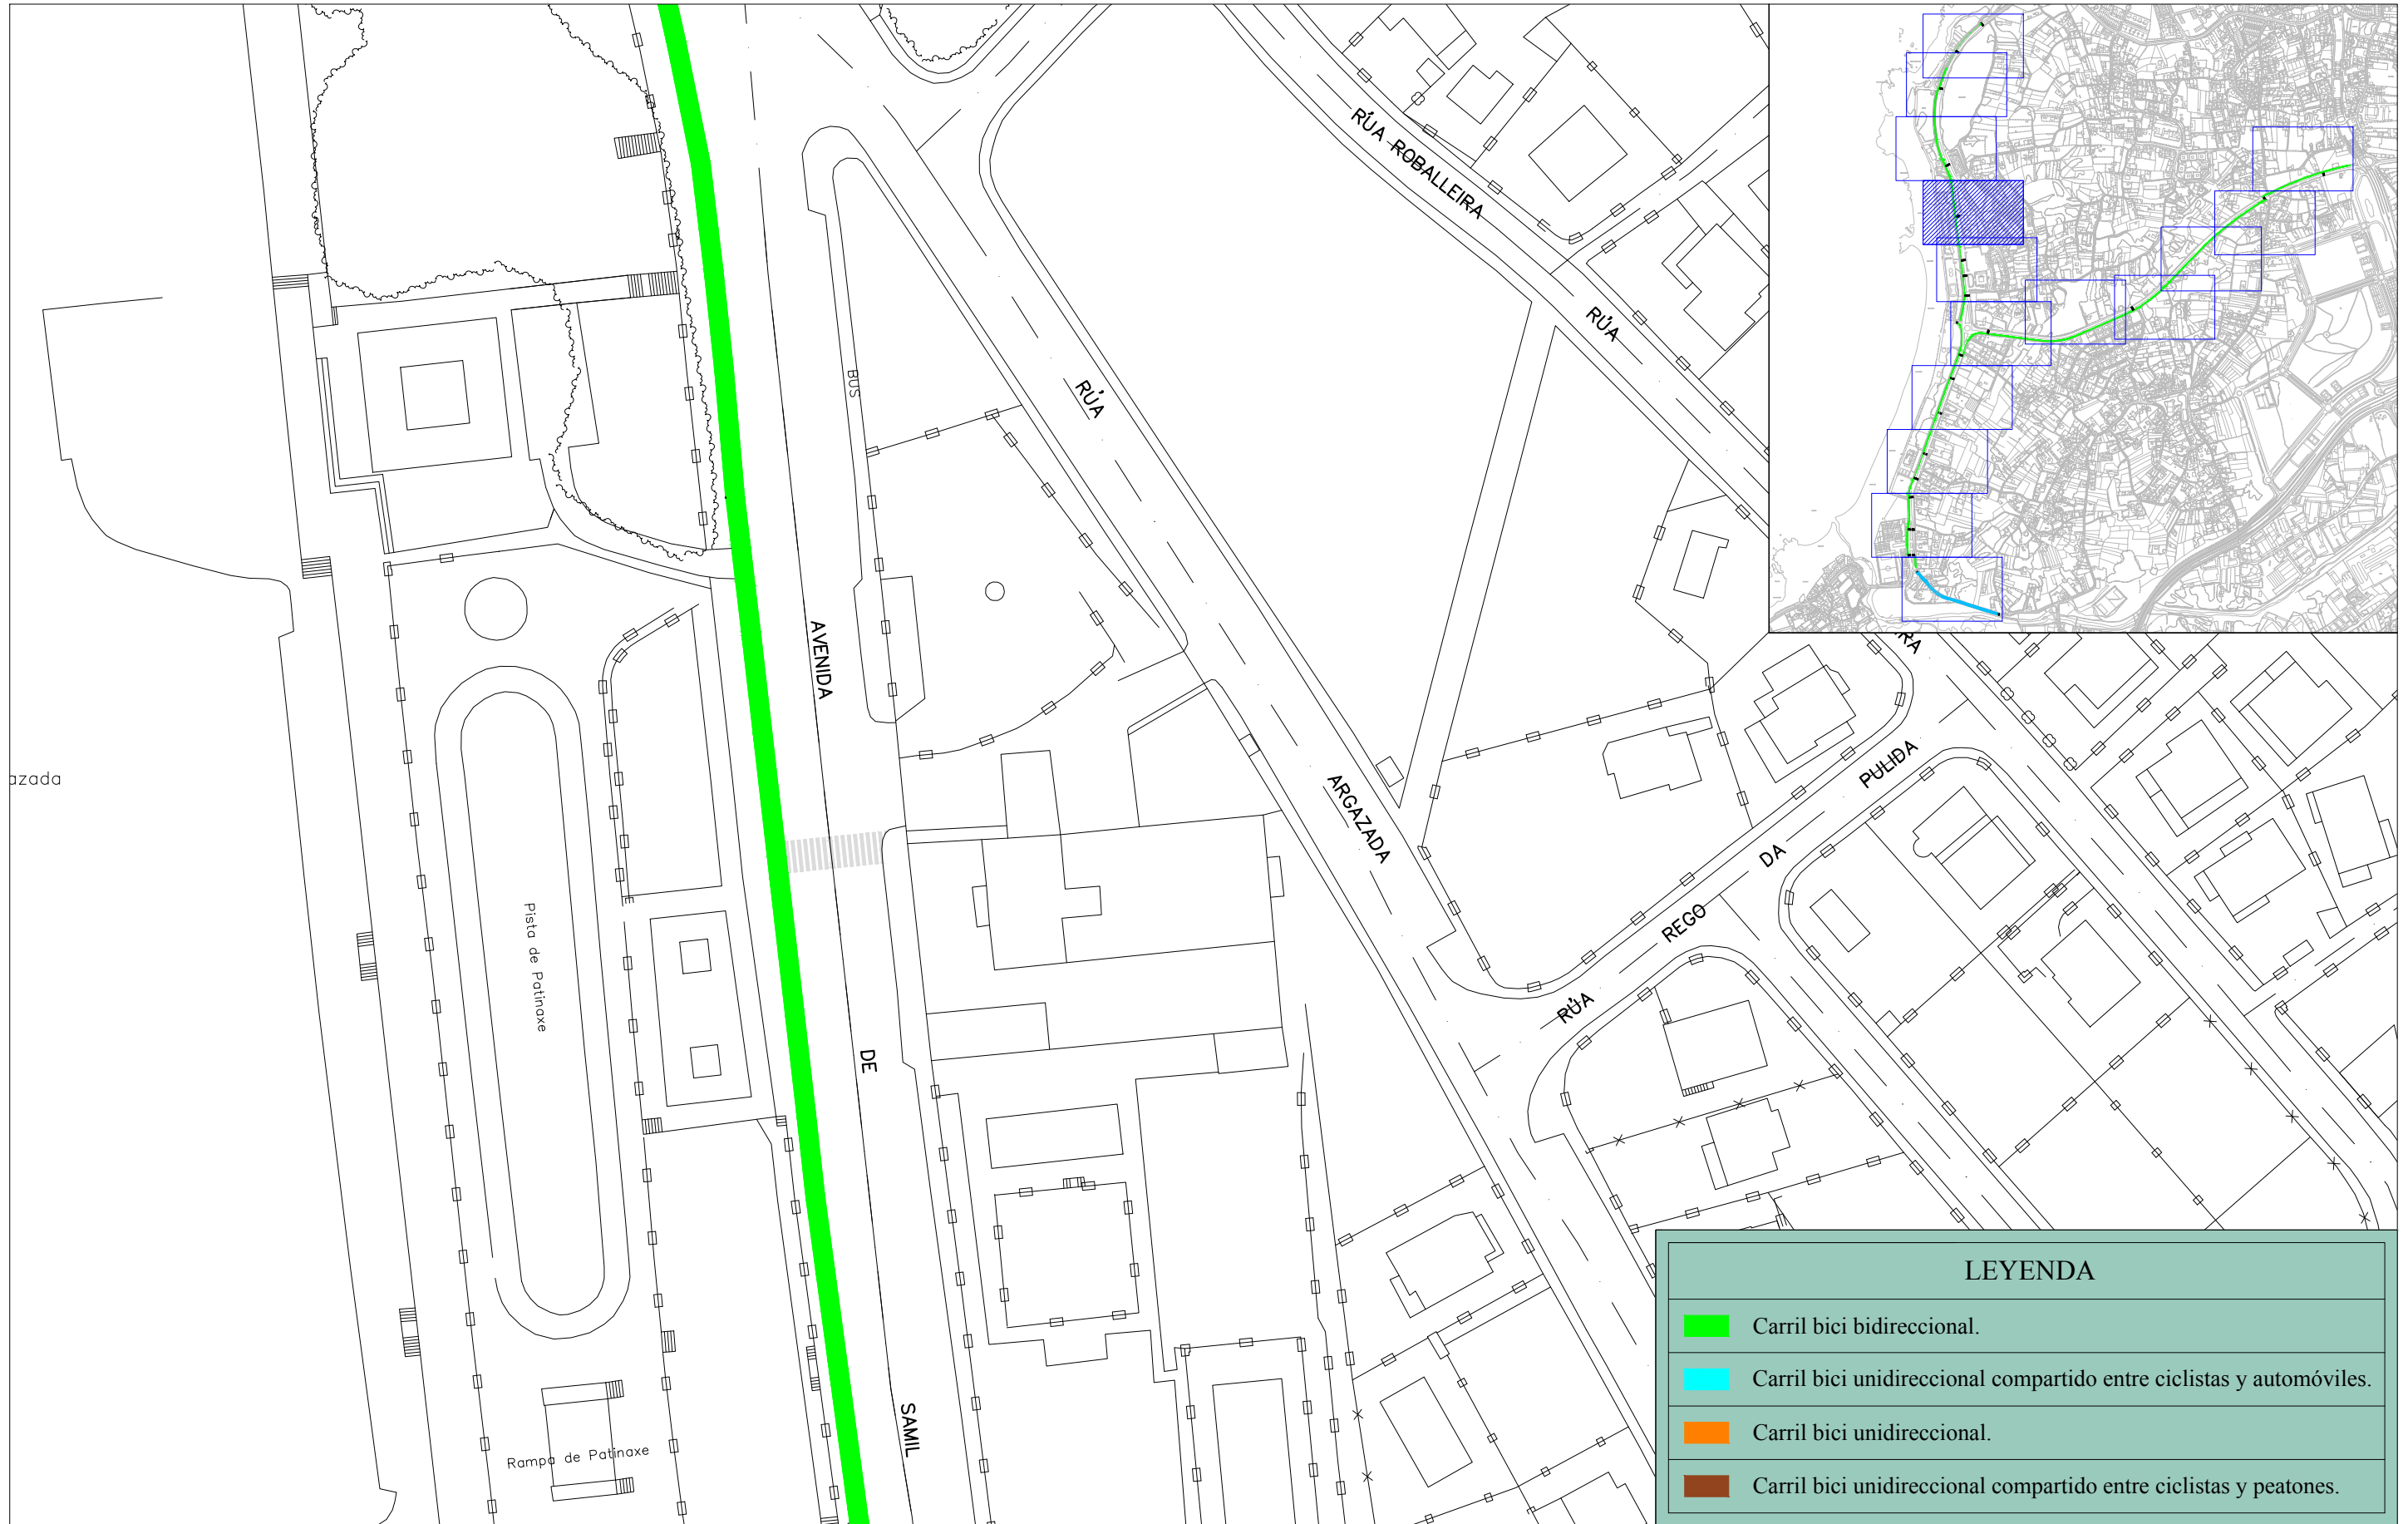 RÚA ROBALLEIRA
RÚA
RÚA
BUS
AVENIDA
azada
ARGAZADA
PULIDA
DA
REGO
RÚA
Pista de Patinaxe
DE
SAMIL
Rampa de Patinaxe
LEYENDA
Carril bici bidireccional.
Carril bici unidireccional compartido entre ciclistas y automóviles.
Carril bici unidireccional.
Carril bici unidireccional compartido entre ciclistas y peatones.